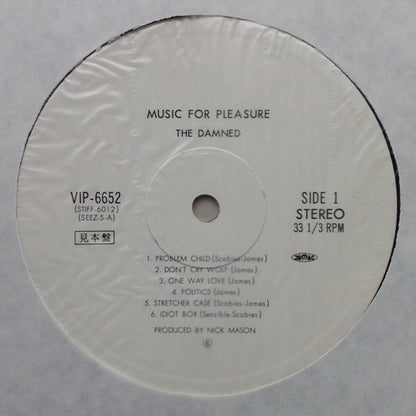 MUSIC FOR PLEASURE
THE DAMNED
VIP-6652
(STIFF-6012)
(SEEZ-5-A)
見本盤
SIDE 1
STEREO
33 1/3 RPM
1. PROBLEM CHILD (Scabies-James)
2. DON'T CRY WOLF (James)
3. ONE WAY LOVE (James)
4. POLITICS (James)
5. STRETCHER CASE (Scabies-James)
6. IDIOT BOX (Sensible-Scabies)
PRODUCED BY NICK MASON